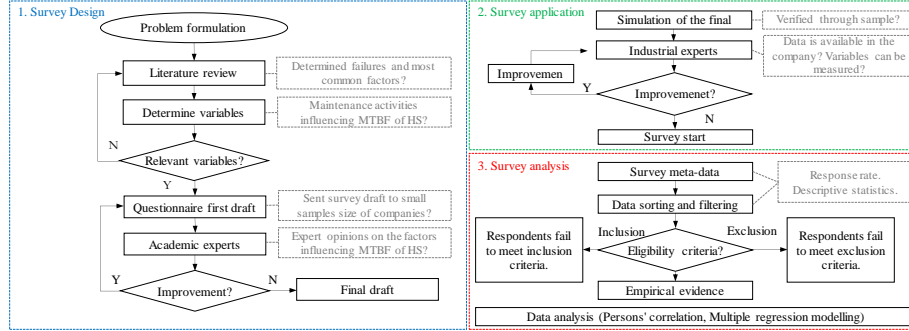 1. Survey Design
Problem formulation
Literature review
Determined failures and most
common factors?
Determine variables
Maintenance activities
influencing MTBF of HS?
N
Relevant variables?
Y
Questionnaire first draft
Sent survey draft to small
samples size of companies?
Academic experts
Expert opinions on the factors
influencing MTBF of HS?
Y
Improvement?
N
Final draft
2. Survey application
Simulation of the final
Verified through sample?
Industrial experts
Data is available in the
company? Variables can be
measured?
Improvemen
Y
Improvemenet?
N
Survey start
3. Survey analysis
Survey meta-data
Response rate.
Descriptive statistics.
Data sorting and filtering
Inclusion
Exclusion
Respondents fail
to meet inclusion
criteria.
Eligibility criteria?
Respondents fail
to meet exclusion
criteria.
Empirical evidence
Data analysis (Persons' correlation, Multiple regression modelling)